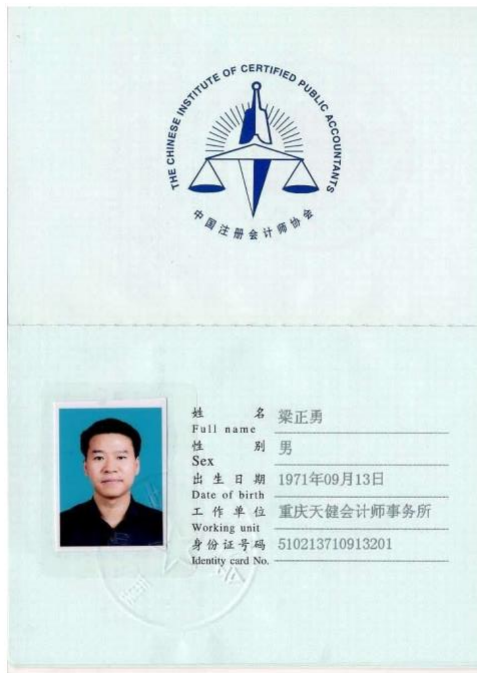 THE CHINESE INSTITUTE OF CERTIFIED PUBLIC ACCOUNTANTS
中国注册会计师协会
姓 名 梁正勇
Full name
性 别 男
Sex
出生日期 1971年09月13日
Date of birth
工作单位 重庆天健会计师事务所
Working unit
身份证号码 510213710913201
Identity card No.